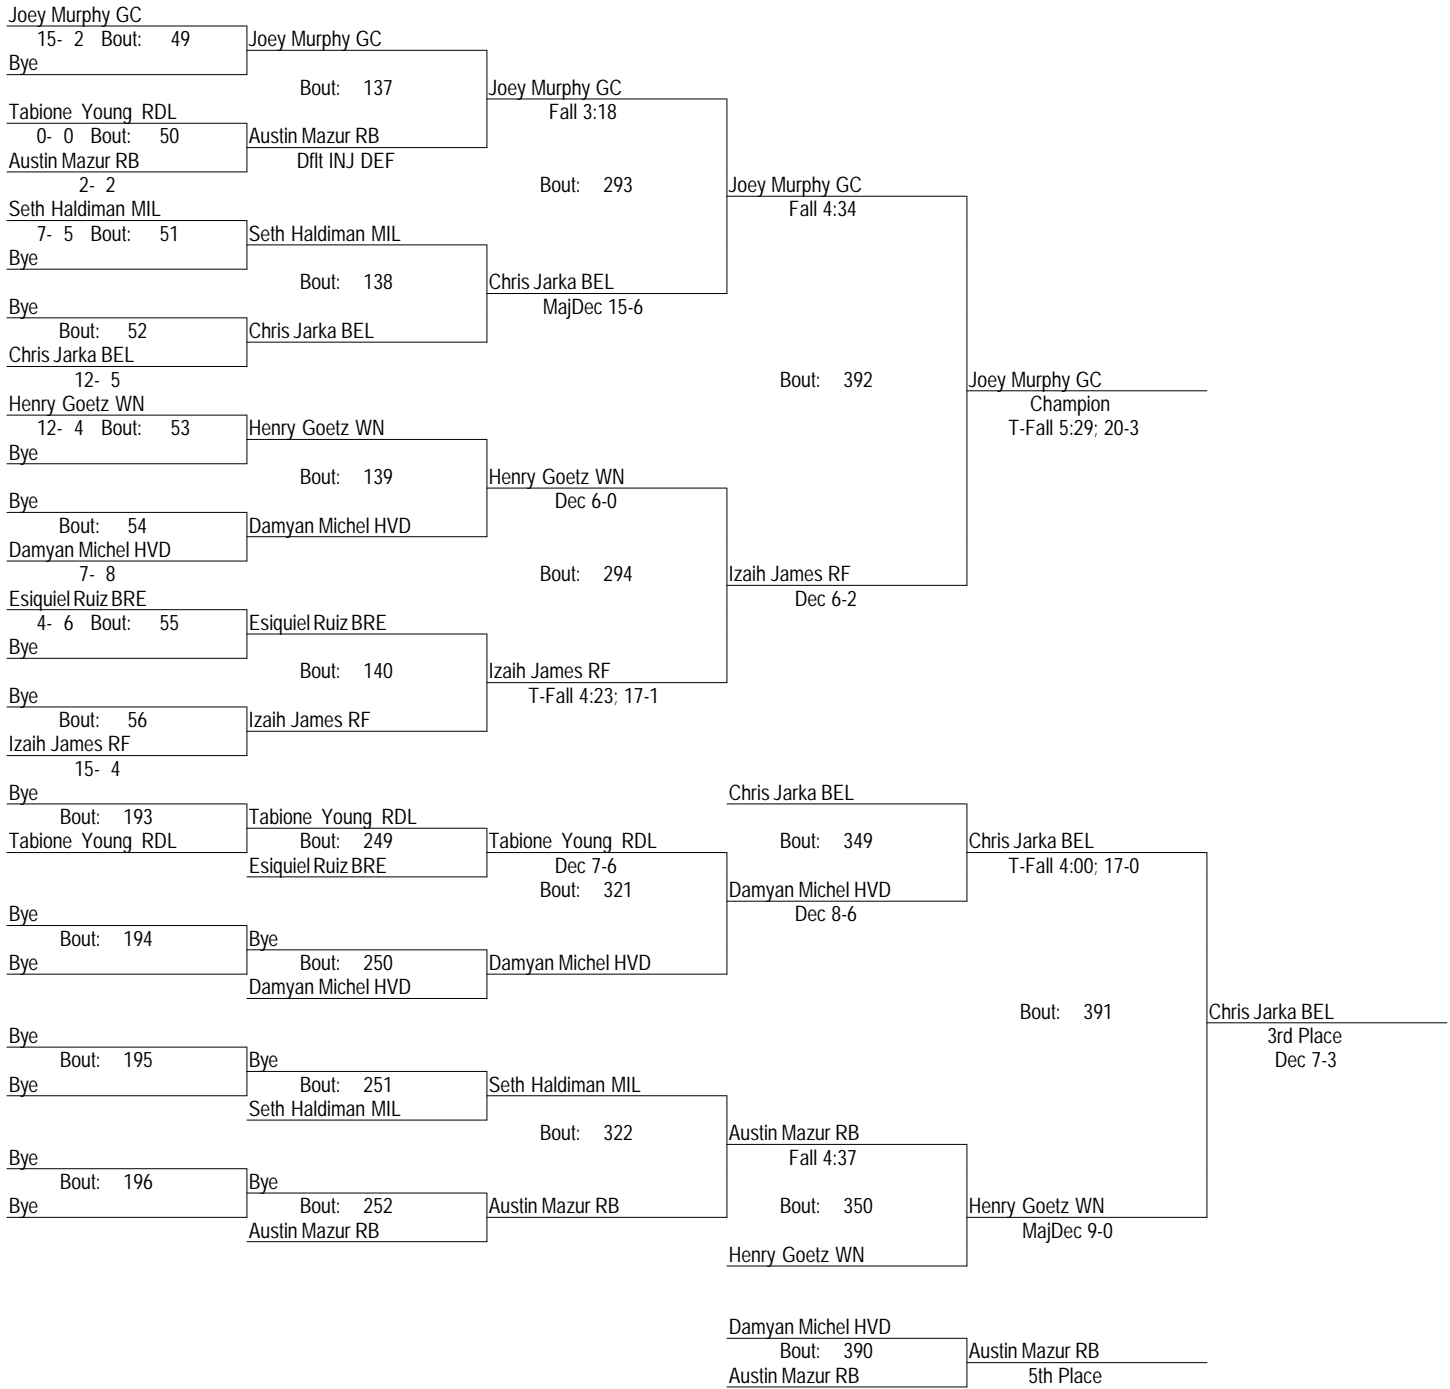 Joey Murphy GC
15- 2 Bout: 49
Bye
Joey Murphy GC
Bout: 137
Tabione Young RDL
0- 0 Bout: 50
Austin Mazur RB
2- 2
Austin Mazur RB
Dflt INJ DEF
Joey Murphy GC
Fall 3:18
Bout: 293
Seth Haldiman MIL
7- 5 Bout: 51
Bye
Seth Haldiman MIL
Bout: 138
Bye
Bout: 52
Chris Jarka BEL
12- 5
Chris Jarka BEL
Chris Jarka BEL
MajDec 15-6
Joey Murphy GC
Fall 4:34
Bout: 392
Henry Goetz WN
12- 4 Bout: 53
Bye
Henry Goetz WN
Bout: 139
Bye
Bout: 54
Damyan Michel HVD
7- 8
Damyan Michel HVD
Henry Goetz WN
Dec 6-0
Bout: 294
Esiquiel Ruiz BRE
4- 6 Bout: 55
Bye
Esiquiel Ruiz BRE
Bout: 140
Bye
Bout: 56
Izaih James RF
15- 4
Izaih James RF
Izaih James RF
T-Fall 4:23; 17-1
Izaih James RF
Dec 6-2
Joey Murphy GC
Champion
T-Fall 5:29; 20-3
Bye
Bout: 193
Tabione Young RDL
Tabione Young RDL
Bout: 249
Esiquiel Ruiz BRE
Tabione Young RDL
Dec 7-6
Bout: 321
Bye
Bout: 194
Bye
Bye
Bout: 250
Damyan Michel HVD
Damyan Michel HVD
Chris Jarka BEL
Bout: 349
Damyan Michel HVD
Dec 8-6
Chris Jarka BEL
T-Fall 4:00; 17-0
Bout: 391
Bye
Bout: 195
Bye
Bye
Bout: 251
Seth Haldiman MIL
Seth Haldiman MIL
Bout: 322
Bye
Bout: 196
Bye
Bye
Bout: 252
Austin Mazur RB
Austin Mazur RB
Austin Mazur RB
Fall 4:37
Bout: 350
Henry Goetz WN
Henry Goetz WN
MajDec 9-0
Chris Jarka BEL
3rd Place
Dec 7-3
Damyan Michel HVD
Bout: 390
Austin Mazur RB
Austin Mazur RB
5th Place